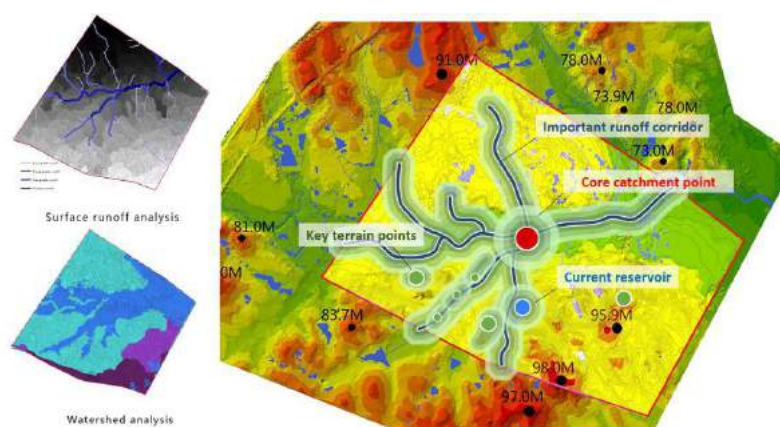 Surface runoff analysis
Watershed analysis
91.0M
78.0M
73.9M
78.0M
Important runoff corridor
73.0M
Core catchment point
81.0M
Key terrain points
0M
Current reservoir
83.7M
95.9M
98.0M
97.0M